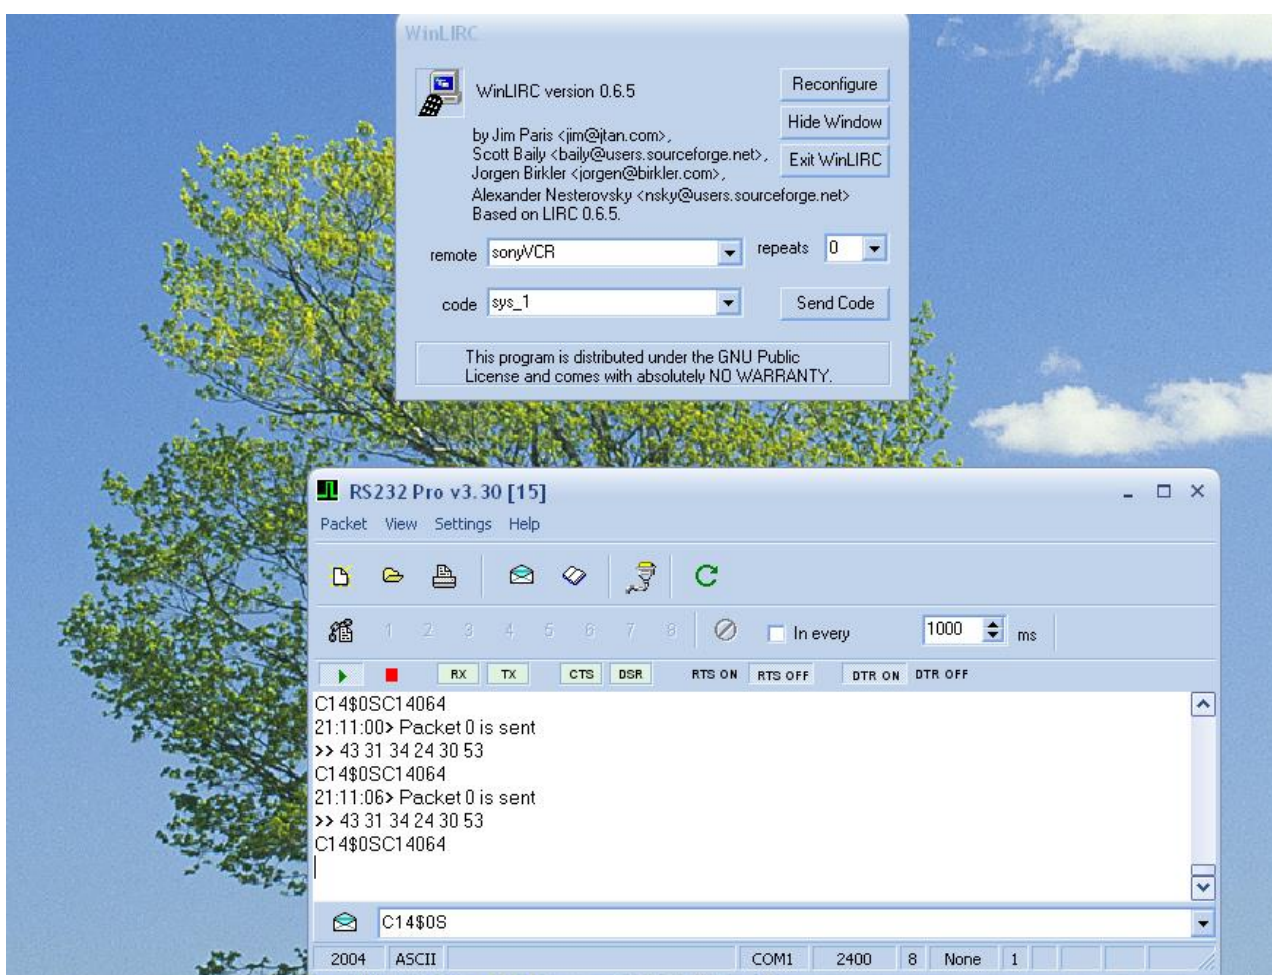 WinLIRC
WinLIRC version 0.6.5
Reconfigure
Hide Window
Exit WinLIRC
by Jim Paris <jim@jtan.com>,
Scott Baily <baily@users.sourceforge.net>,
Jorgen Birkler <jorgen@birkler.com>,
Alexander Nesterovsky <nsky@users.sourceforge.net>
Based on LIRC 0.6.5.
remote sonyVCR repeats 0
code sys_1 Send Code
This program is distributed under the GNU Public
License and comes with absolutely NO WARRANTY.
RS232 Pro v3.30 [15]
Packet View Settings Help
1 2 3 4 5 6 7 8 In every 1000 ms
RX TX CTS DSR RTS ON RTS OFF DTR ON DTR OFF
C14$0SC14064
21:11:00> Packet 0 is sent
>> 43 31 34 24 30 53
C14$0SC14064
21:11:06> Packet 0 is sent
>> 43 31 34 24 30 53
C14$0SC14064
C14$0S
2004 ASCII COM1 2400 8 None 1